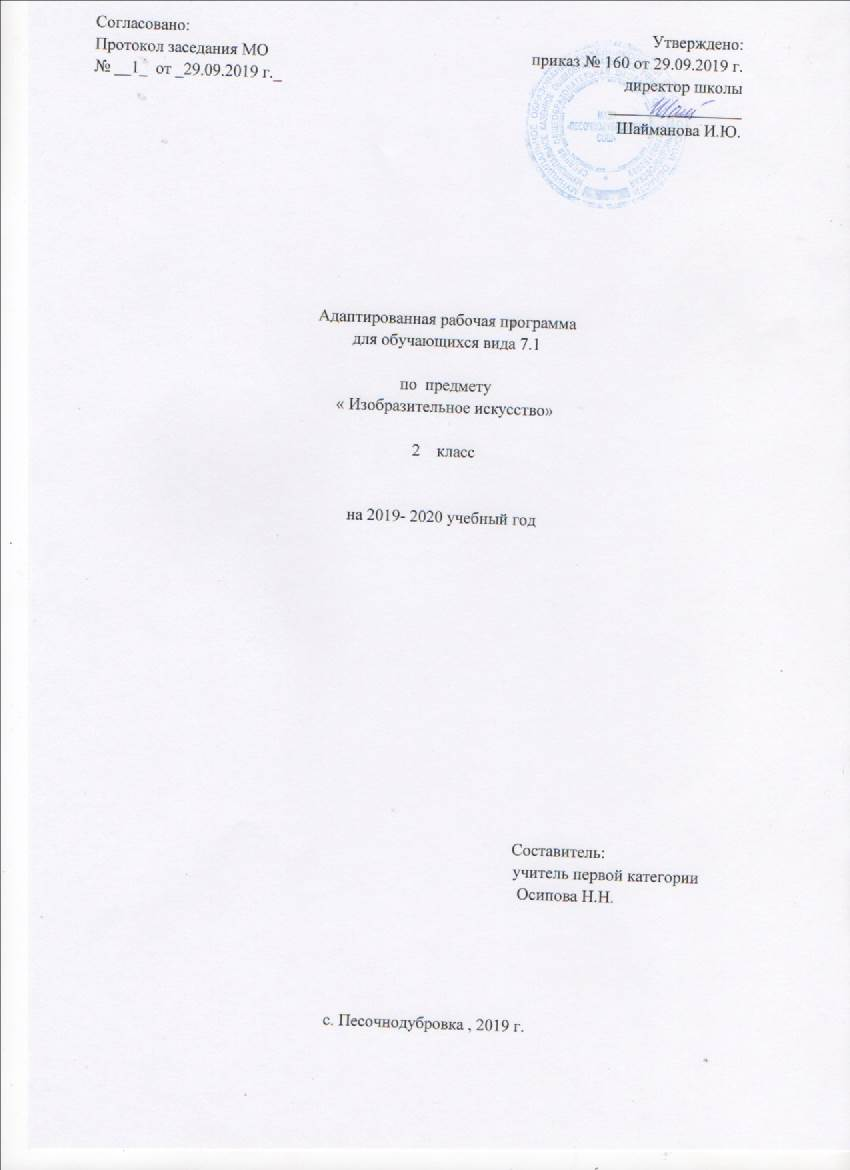 Согласовано:
Протокол заседания МО
№ __1_ от _29.09.2019 г._
Утверждено:
приказ № 160 от 29.09.2019 г.
директор школы
Шайманова И.Ю.
Адаптированная рабочая программа
для обучающихся вида 7.1
по предмету
« Изобразительное искусство»
2 класс
на 2019- 2020 учебный год
Составитель:
учитель первой категории
Осипова Н.Н.
с. Песочнодубровка , 2019 г.